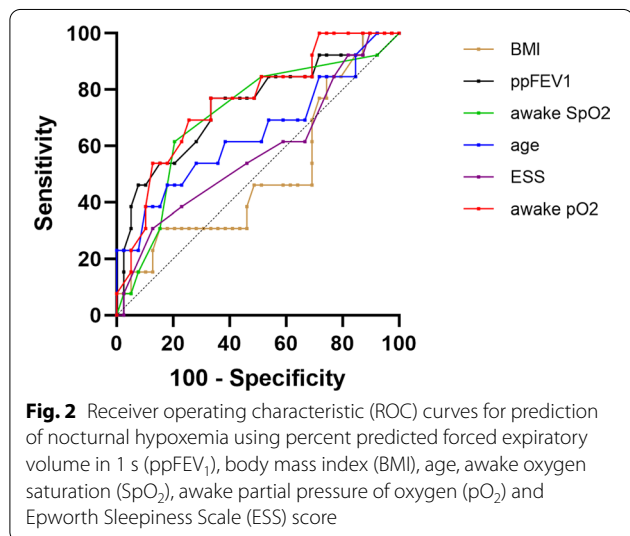 100
80
60
40
20
0
Sensitivity
0 20 40 60 80 100
100 - Specificity
BMI
ppFEV1
awake SpO2
age
ESS
awake pO2
Fig. 2 Receiver operating characteristic (ROC) curves for prediction
of nocturnal hypoxemia using percent predicted forced expiratory
volume in 1 s (ppFEV₁), body mass index (BMI), age, awake oxygen
saturation (SpO₂), awake partial pressure of oxygen (pO₂) and
Epworth Sleepiness Scale (ESS) score